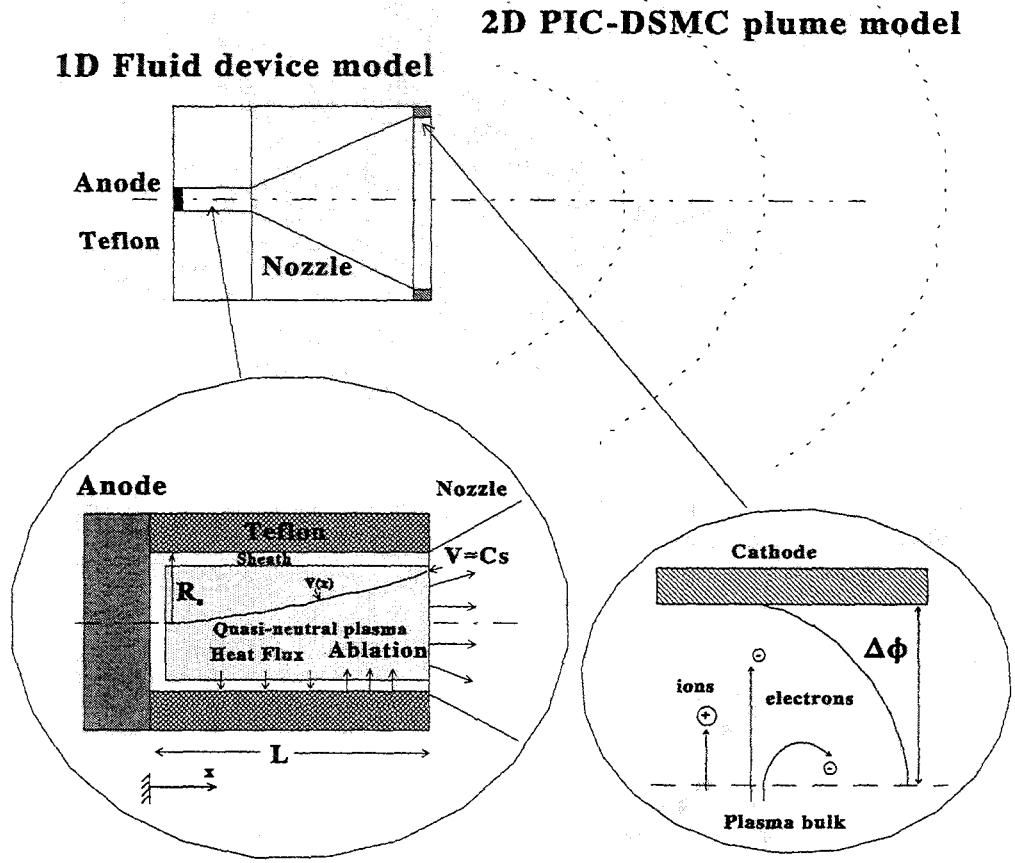 2D PIC-DSMC plume model
1D Fluid device model
Anode
Teflon
Nozzle
Anode
Nozzle
Teflon
Sheath
V=Cs
R
V(x)
Quasi-neutral plasma
Heat Flux
Ablation
L
x
Cathode
Δϕ
ions
electrons
+
-
-
Plasma bulk